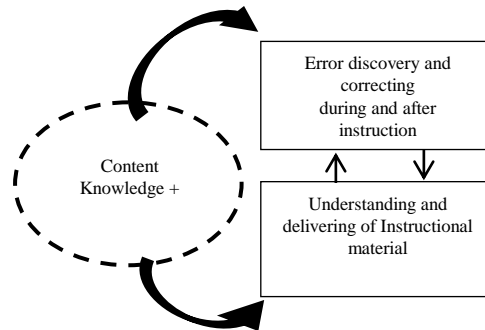 Error discovery and
correcting
during and after
instruction
Content
Knowledge +
Understanding and
delivering of Instructional
material